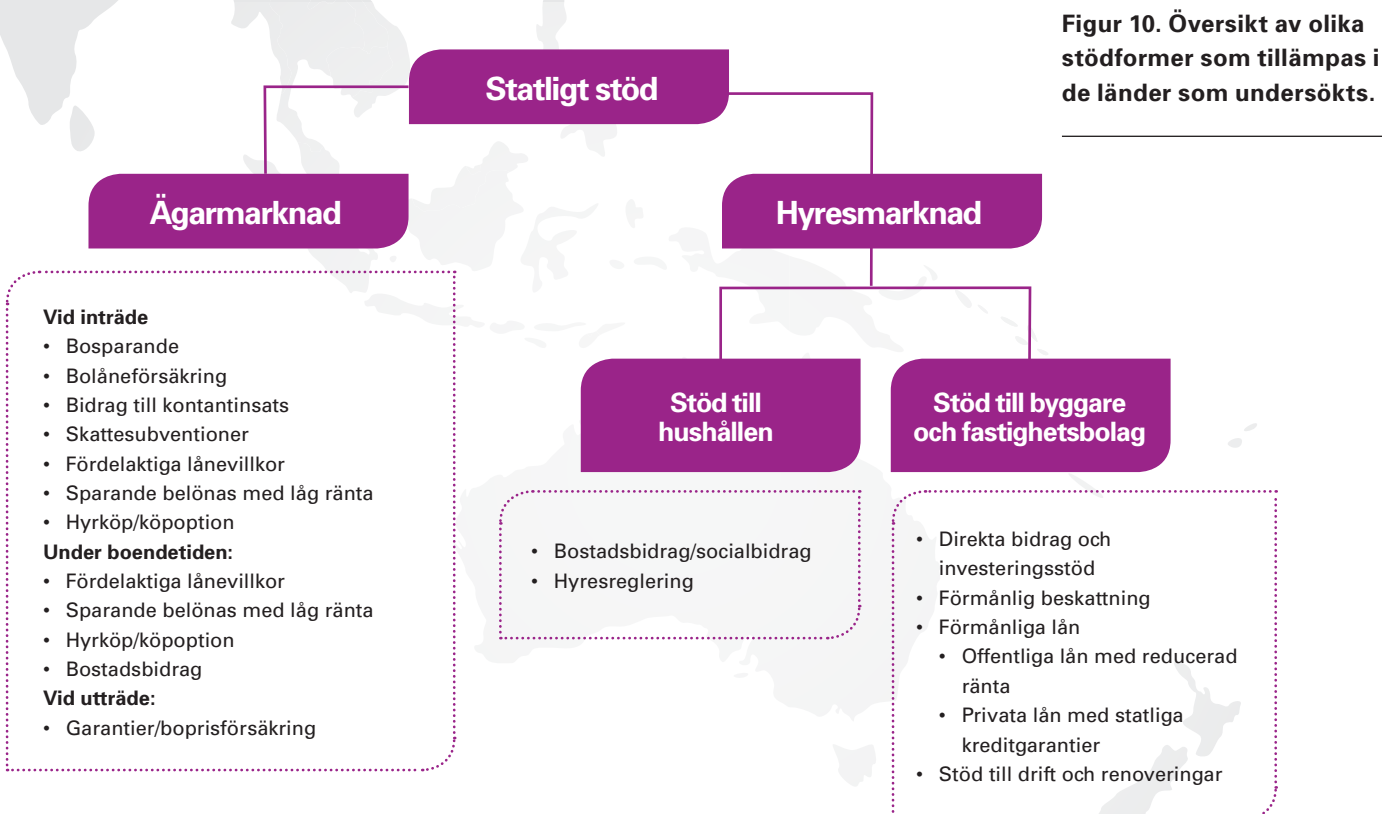 Figur 10. Översikt av olika
stödformer som tillämpas i
de länder som undersökts.
Statligt stöd
Ägarmarknad
Hyresmarknad
Vid inträde
• Bosparande
• Bolåneförsäkring
• Bidrag till kontantinsats
• Skattesubventioner
• Fördelaktiga lånevillkor
• Sparande belönas med låg ränta
• Hyrköp/köpoption
Under boendetiden:
• Fördelaktiga lånevillkor
• Sparande belönas med låg ränta
• Hyrköp/köpoption
• Bostadsbidrag
Vid utträde:
• Garantier/boprisförsäkring
Stöd till
hushållen
• Bostadsbidrag/socialbidrag
• Hyresreglering
Stöd till byggare
och fastighetsbolag
• Direkta bidrag och
investeringsstöd
• Förmånlig beskattning
• Förmånliga lån
• Offentliga lån med reducerad
ränta
• Privata lån med statliga
kreditgarantier
• Stöd till drift och renoveringar